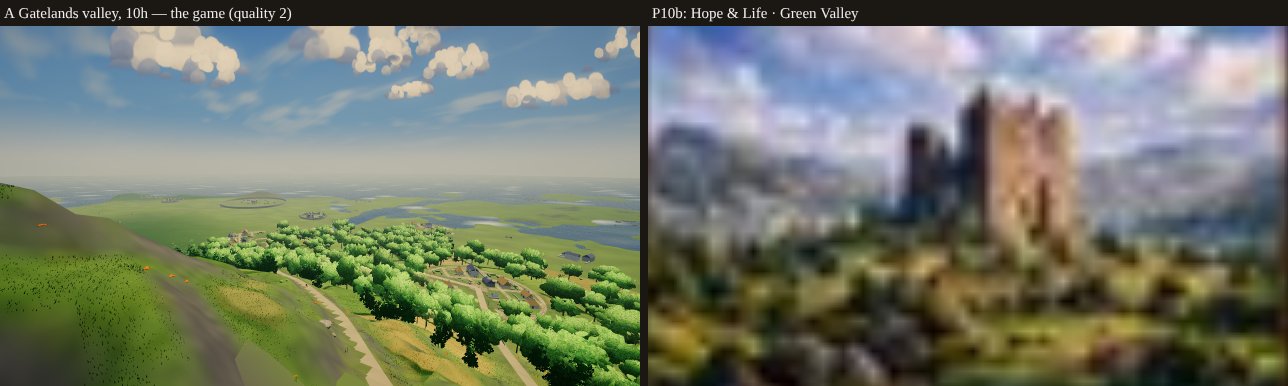 A Gatelands valley, 10h — the game (quality 2)
P10b: Hope & Life · Green Valley